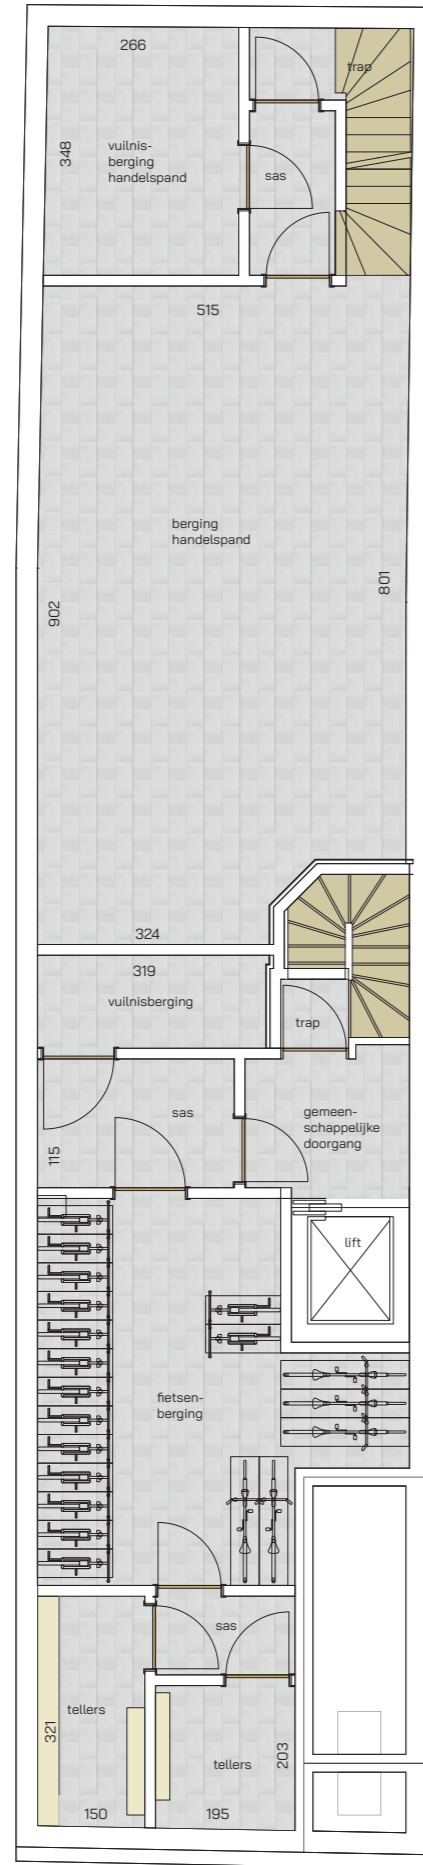 266
trap
348
vuilnis-
berging
handelspand
sas
515
berging
handelspand
801
902
324
319
vuilnisberging
trap
sas
gemeen-
schappelijke
doorgang
115
lift
fietsen-
berging
sas
tellers
321
tellers
203
150
195